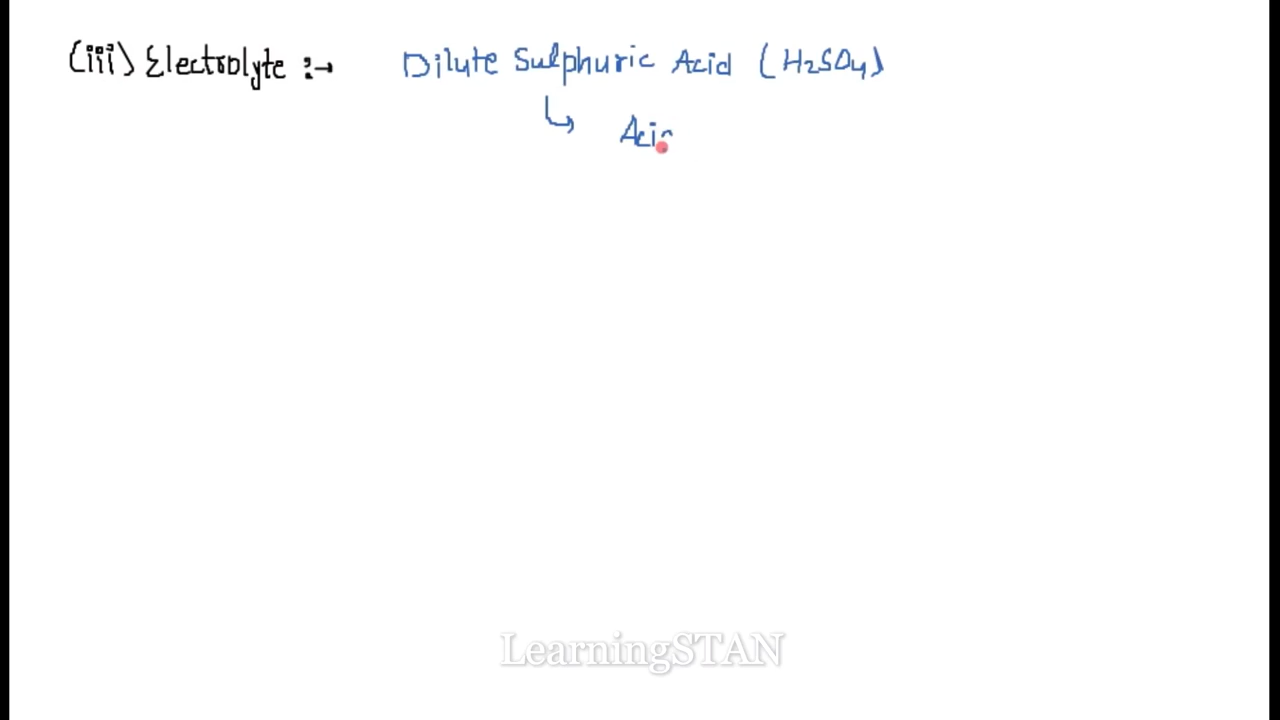 (iii) Electrolyte :→ Dilute Sulphuric Acid (H₂SO₄)
↳ Aci
LearningSTAN